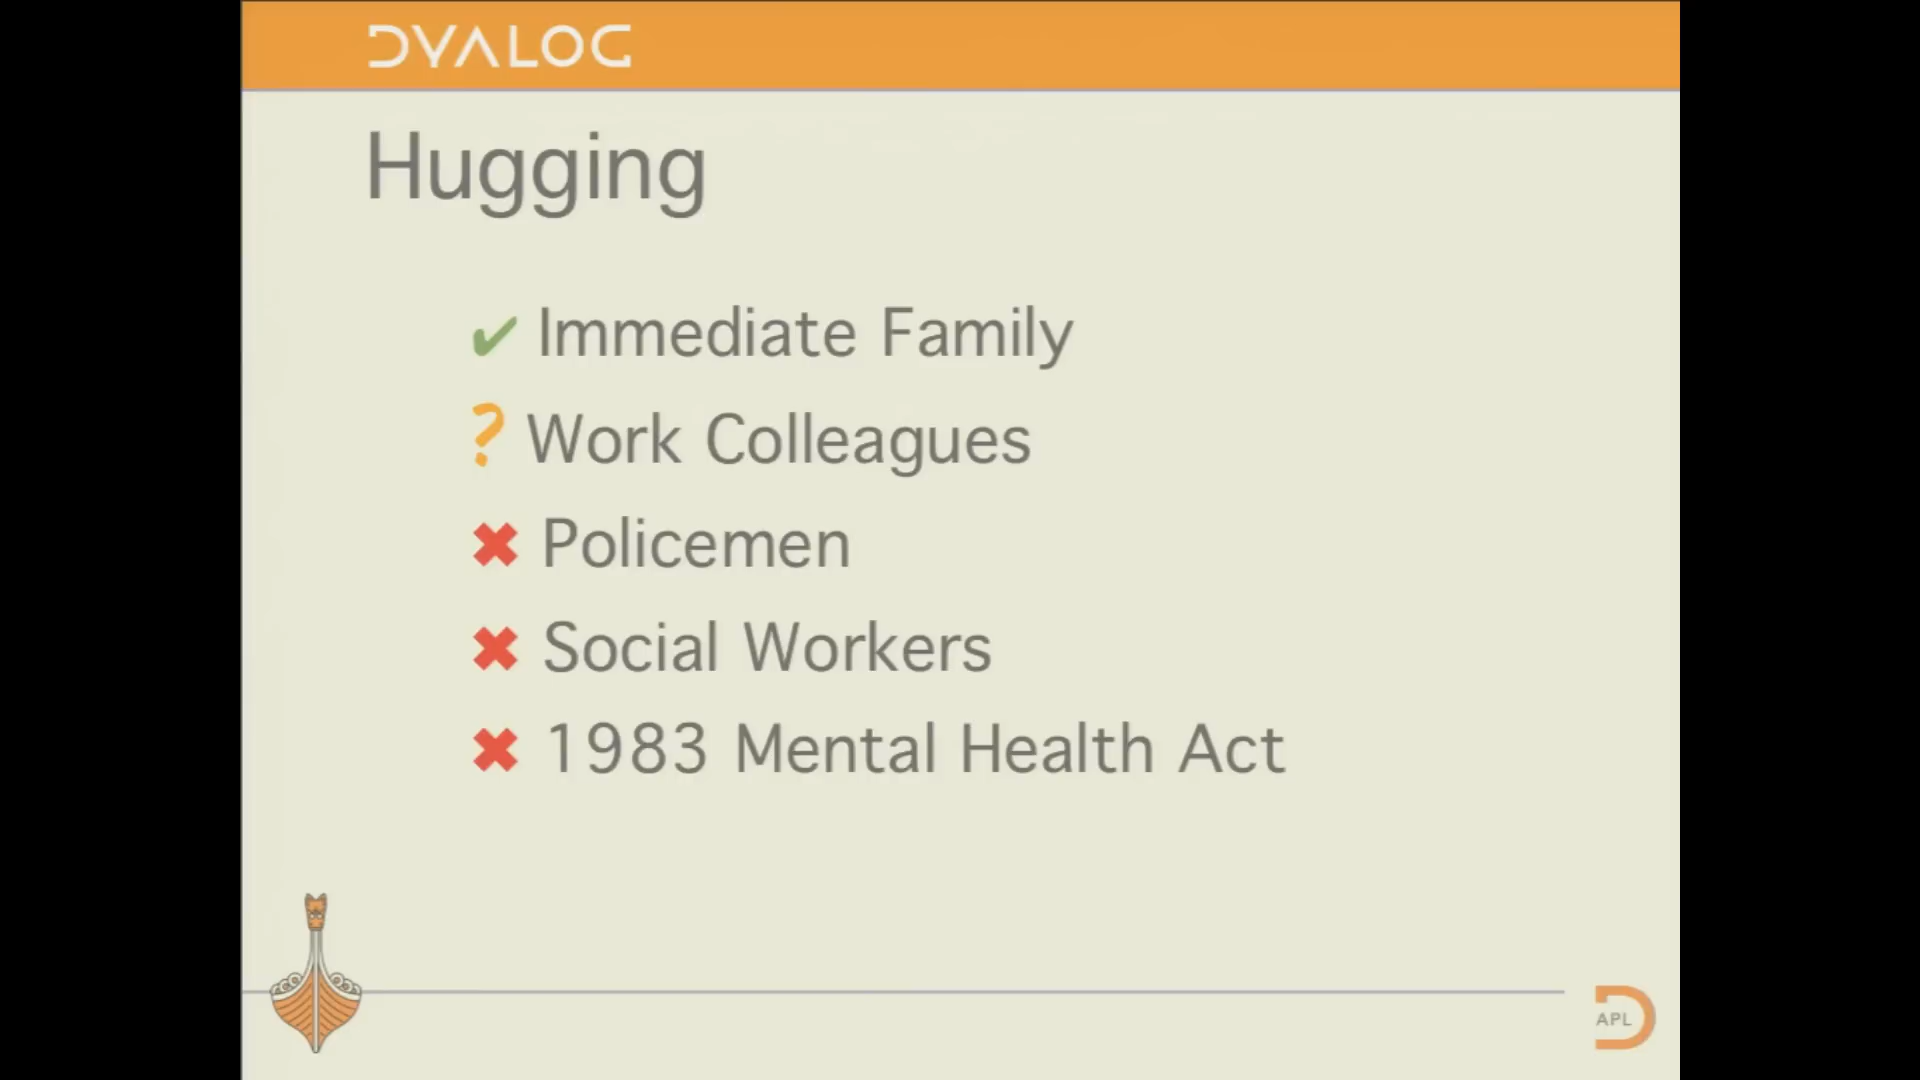 DYALOG
Hugging
✔ Immediate Family
? Work Colleagues
✖ Policemen
✖ Social Workers
✖ 1983 Mental Health Act
APL